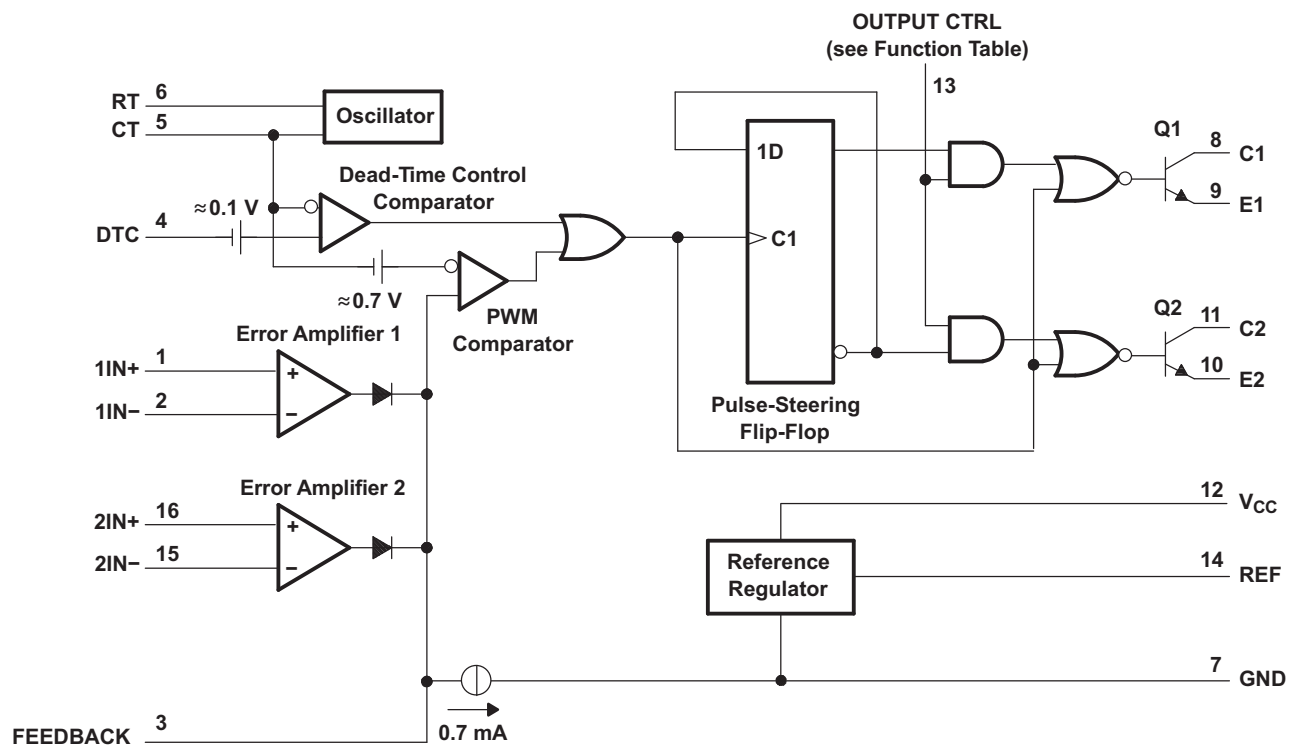 OUTPUT CTRL
(see Function Table)
13
RT 6
CT 5
Oscillator
Dead-Time Control
Comparator
≈0.1 V
DTC 4
≈0.7 V
PWM
Comparator
1D
C1
Pulse-Steering
Flip-Flop
Q1
8 C1
9 E1
Q2
11 C2
10 E2
Error Amplifier 1
1IN+ 1
+
1IN− 2
−
Error Amplifier 2
2IN+ 16
+
2IN− 15
−
12 VCC
Reference
Regulator
14 REF
7 GND
0.7 mA
FEEDBACK 3